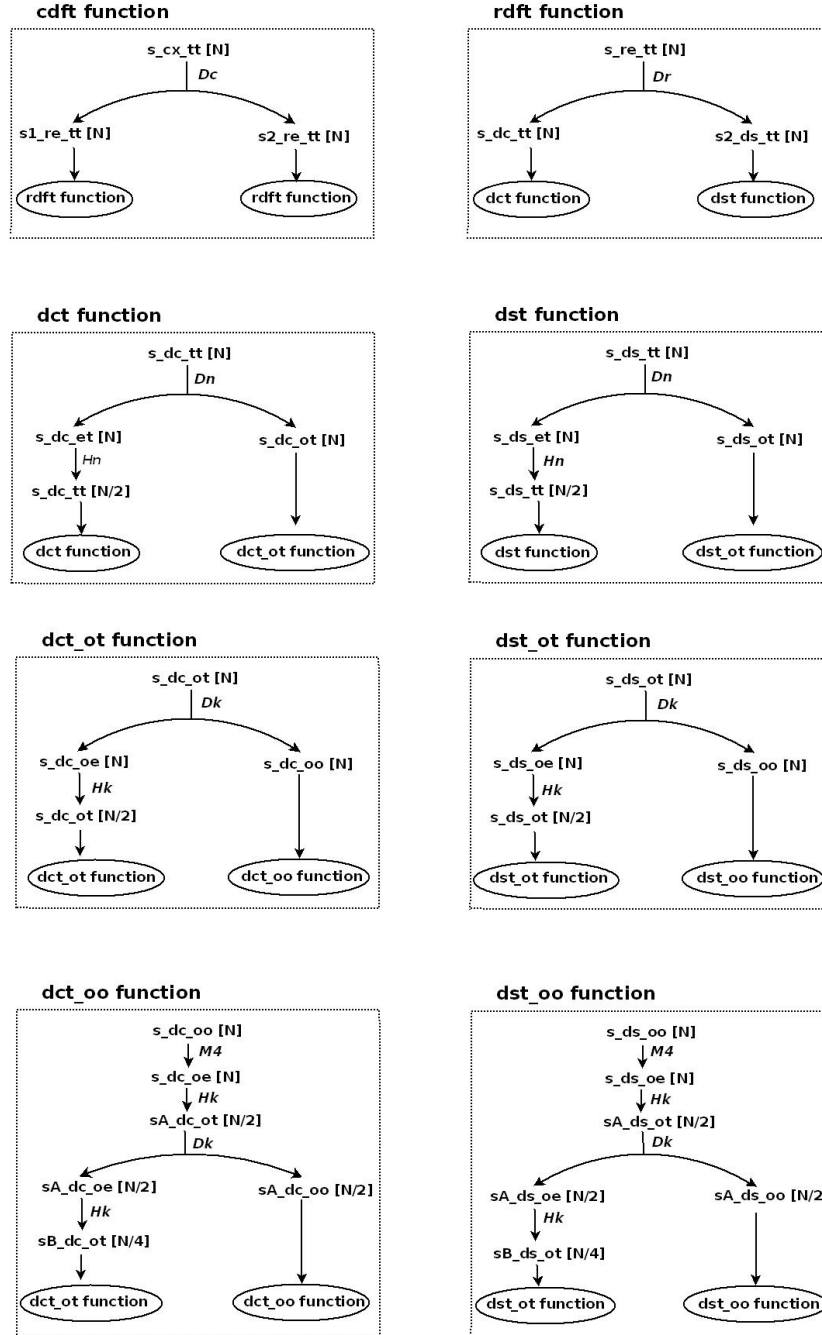 cdft function
s_cx_tt [N]
Dc
s1_re_tt [N]
s2_re_tt [N]
rdft function
rdft function
rdft function
s_re_tt [N]
Dr
s_dc_tt [N]
s2_ds_tt [N]
dct function
dst function
dct function
s_dc_tt [N]
Dn
s_dc_et [N]
s_dc_ot [N]
Hn
s_dc_tt [N/2]
dct function
dct_ot function
dst function
s_ds_tt [N]
Dn
s_ds_et [N]
s_ds_ot [N]
Hn
s_ds_tt [N/2]
dst function
dst_ot function
dct_ot function
s_dc_ot [N]
Dk
s_dc_oe [N]
s_dc_oo [N]
Hk
s_dc_ot [N/2]
dct_ot function
dct_oo function
dst_ot function
s_ds_ot [N]
Dk
s_ds_oe [N]
s_ds_oo [N]
Hk
s_ds_ot [N/2]
dst_ot function
dst_oo function
dct_oo function
s_dc_oo [N]
M4
s_dc_oe [N]
Hk
sA_dc_ot [N/2]
Dk
sA_dc_oe [N/2]
sA_dc_oo [N/2]
Hk
sB_dc_ot [N/4]
dct_ot function
dct_oo function
dst_oo function
s_ds_oo [N]
M4
s_ds_oe [N]
Hk
sA_ds_ot [N/2]
Dk
sA_ds_oe [N/2]
sA_ds_oo [N/2
Hk
sB_ds_ot [N/4]
dst_ot function
dst_oo function